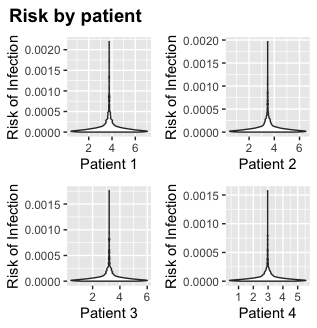 Risk by patient
Risk of Infection
0.0020
0.0015
0.0010
0.0005
0.0000
2 4 6
Patient 1
Risk of Infection
0.0020
0.0015
0.0010
0.0005
0.0000
2 4 6
Patient 2
Risk of Infection
0.0015
0.0010
0.0005
0.0000
2 4 6
Patient 3
Risk of Infection
0.0015
0.0010
0.0005
0.0000
1 2 3 4 5
Patient 4